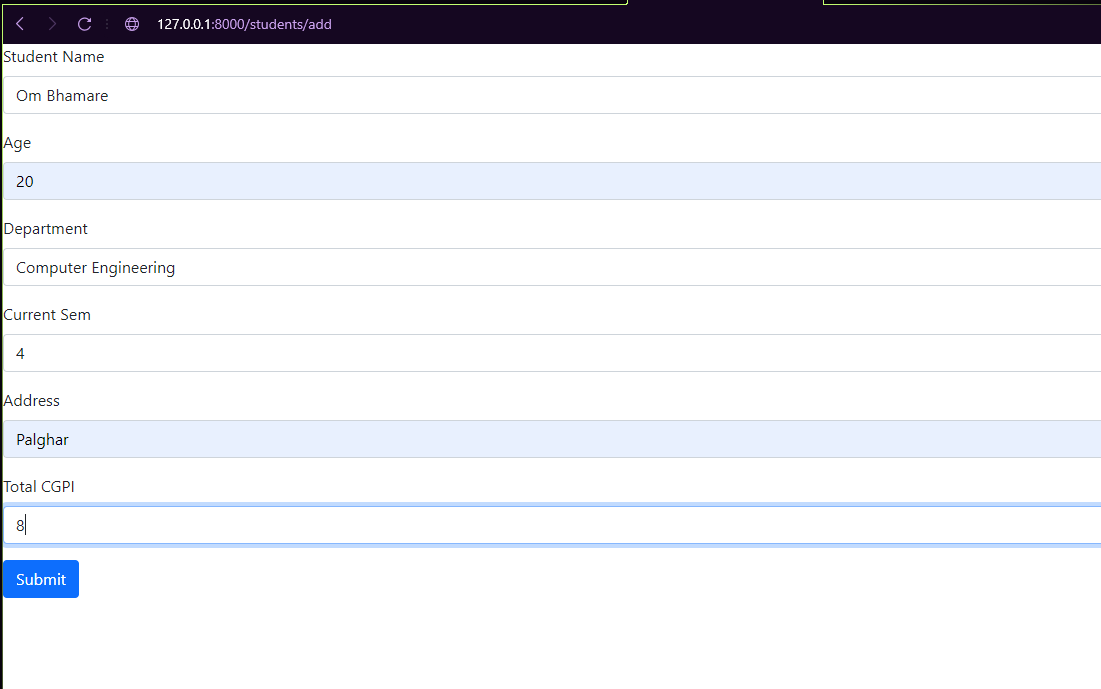 127.0.0.1:8000/students/add
Student Name
Om Bhamare
Age
20
Department
Computer Engineering
Current Sem
4
Address
Palghar
Total CGPI
8
Submit